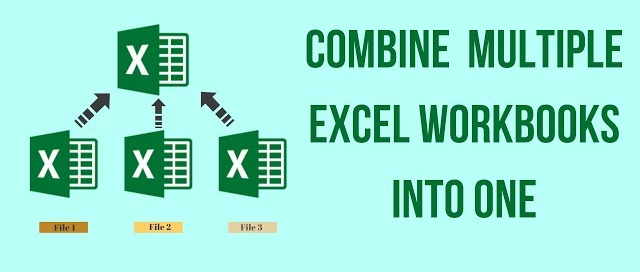 COMBINE MULTIPLE
EXCEL WORKBOOKS
INTO ONE
X
X
X
X
File 1
File 2
File 3